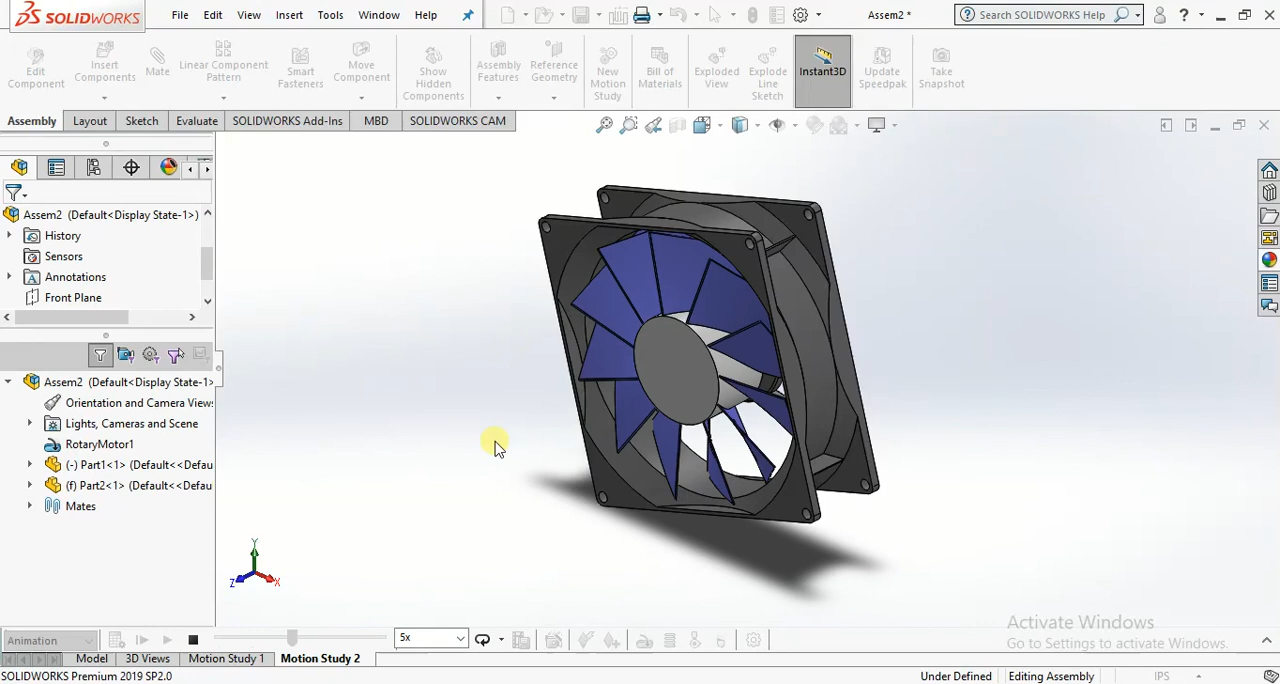 SOLIDWORKS
File Edit View Insert Tools Window Help
Assem2 *
Search SOLIDWORKS Help
?
Edit Component
Insert Components
Mate
Linear Component Pattern
Smart Fasteners
Move Component
Show Hidden Components
Assembly Features
Reference Geometry
New Motion Study
Bill of Materials
Exploded View
Explode Line Sketch
Instant3D
Update Speedpak
Take Snapshot
Assembly Layout Sketch Evaluate SOLIDWORKS Add-Ins MBD SOLIDWORKS CAM
Assem2 (Default<Display State-1>)
History
Sensors
Annotations
Front Plane
Assem2 (Default<Display State-1>
Orientation and Camera Views
Lights, Cameras and Scene
RotaryMotor1
(-) Part1<1> (Default<<Defau
(f) Part2<1> (Default<<Defau
Mates
Y
Z
X
Activate Windows
Go to Settings to activate Windows.
Animation
5x
Model 3D Views Motion Study 1 Motion Study 2
SOLIDWORKS Premium 2019 SP2.0
Under Defined Editing Assembly IPS